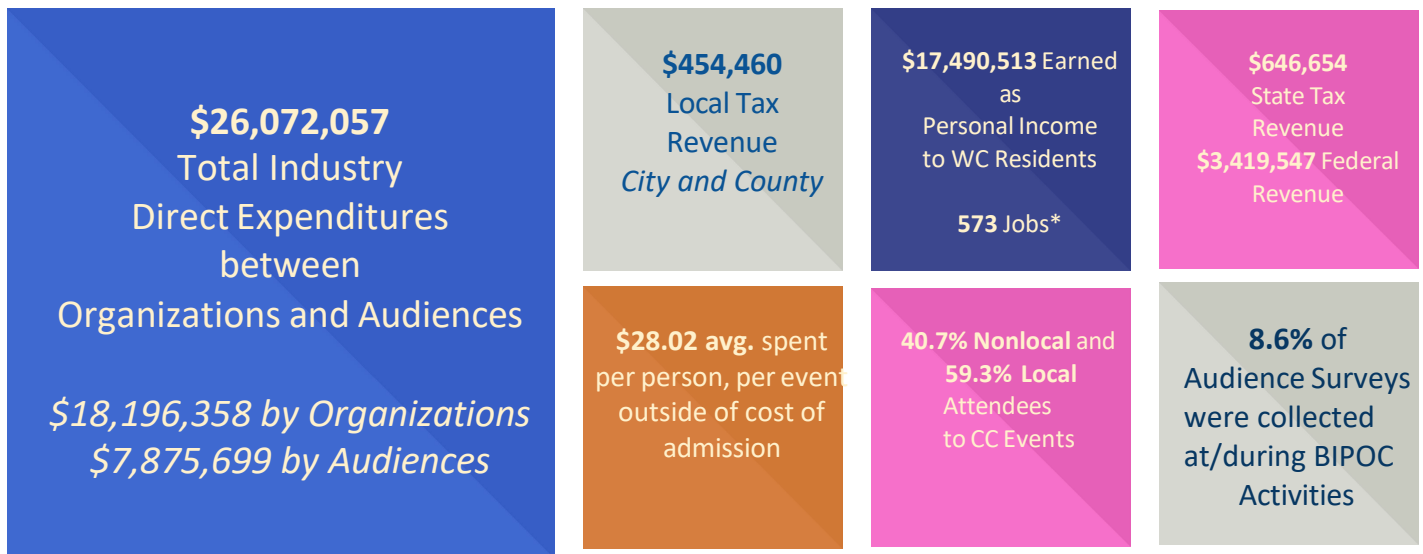 $26,072,057
Total Industry
Direct Expenditures
between
Organizations and Audiences
$18,196,358 by Organizations
$7,875,699 by Audiences
$454,460
Local Tax
Revenue
City and County
$17,490,513 Earned
as
Personal Income
to WC Residents
573 Jobs*
$646,654
State Tax
Revenue
$3,419,547 Federal
Revenue
$28.02 avg. spent
per person, per event
outside of cost of
admission
40.7% Nonlocal and
59.3% Local
Attendees
to CC Events
8.6% of
Audience Surveys
were collected
at/during BIPOC
Activities